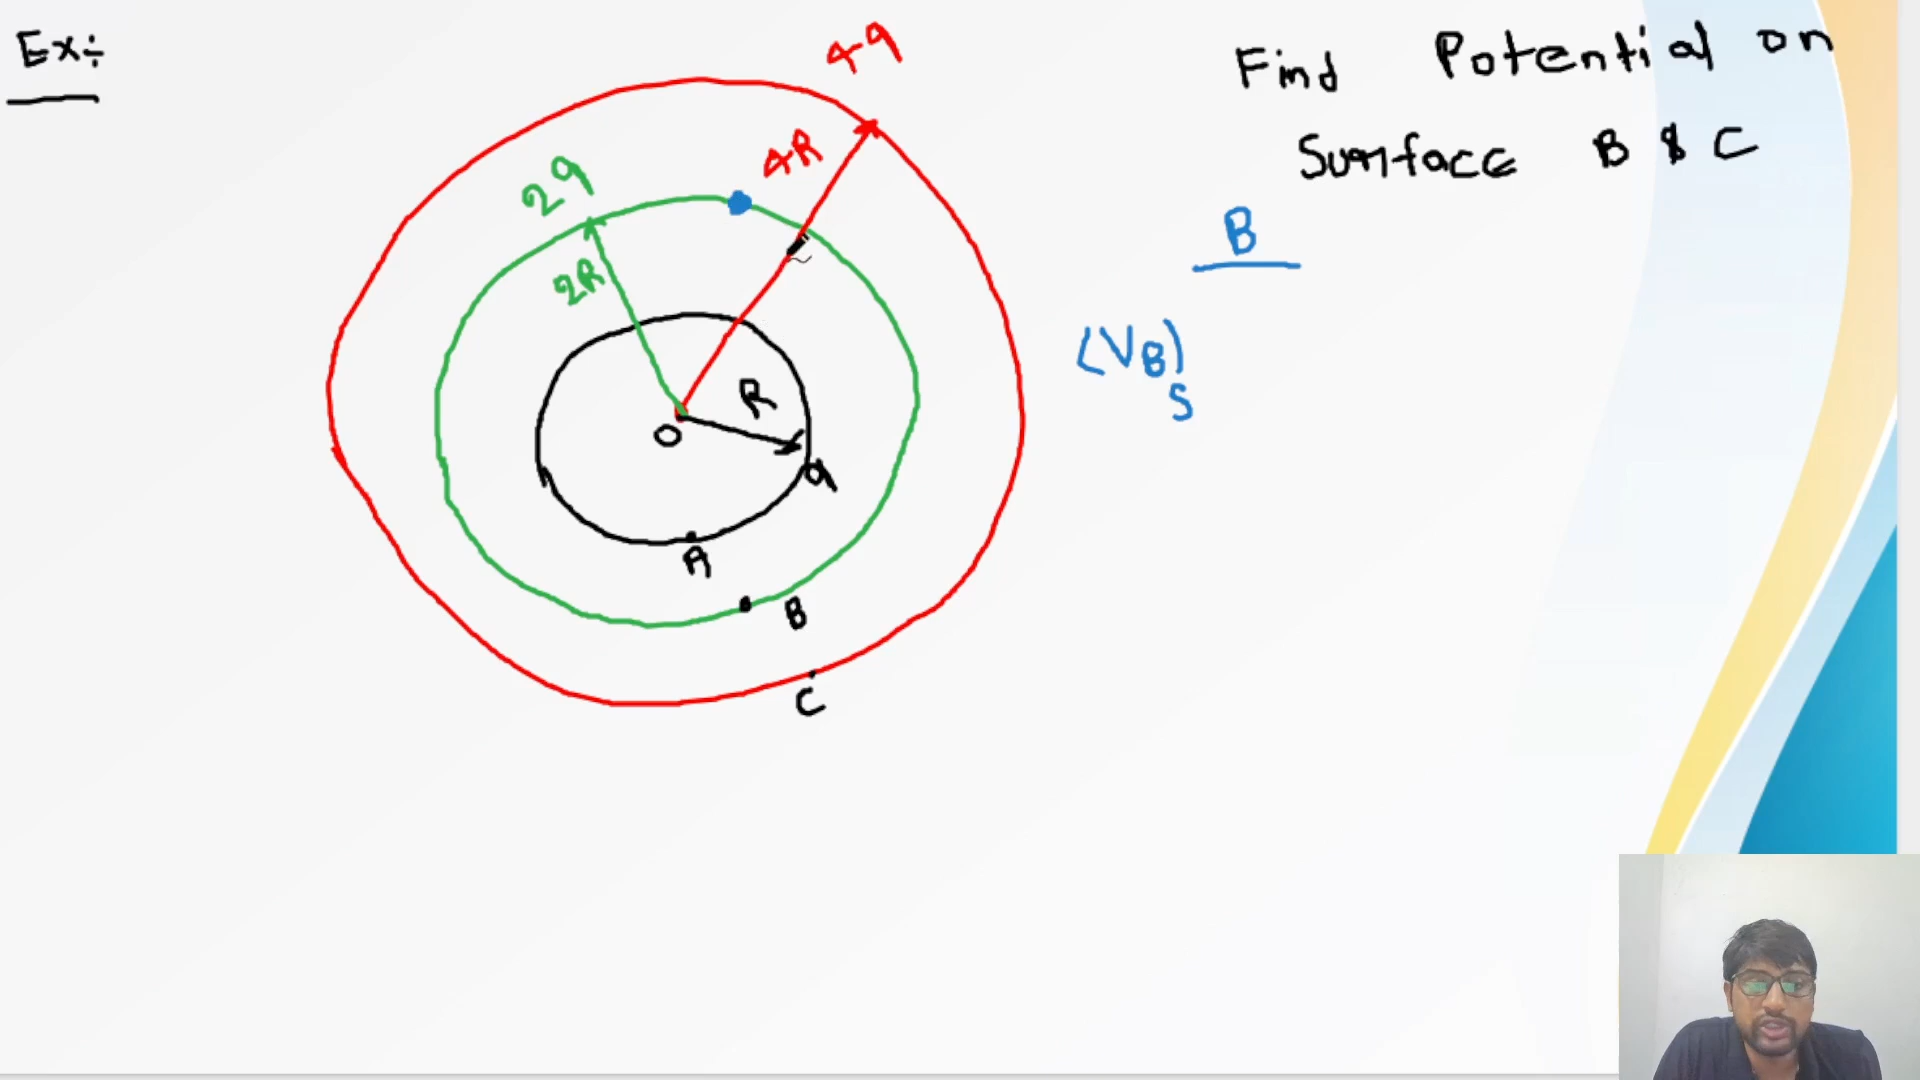 Ex:
4q
Find Potential on
Surface B & C
4R
2q
B
2R
(VB)S
R
O
q
A
B
C